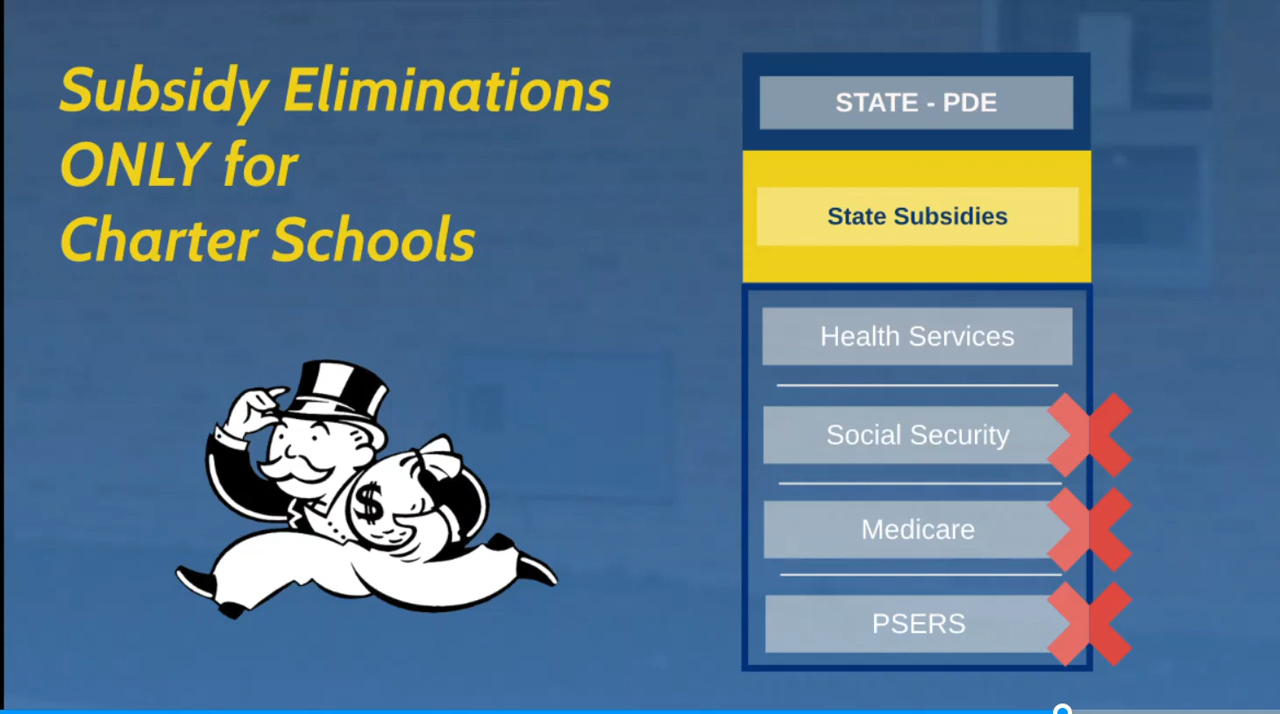 Subsidy Eliminations
ONLY for
Charter Schools
$
STATE - PDE
State Subsidies
Health Services
Social Security
Medicare
PSERS